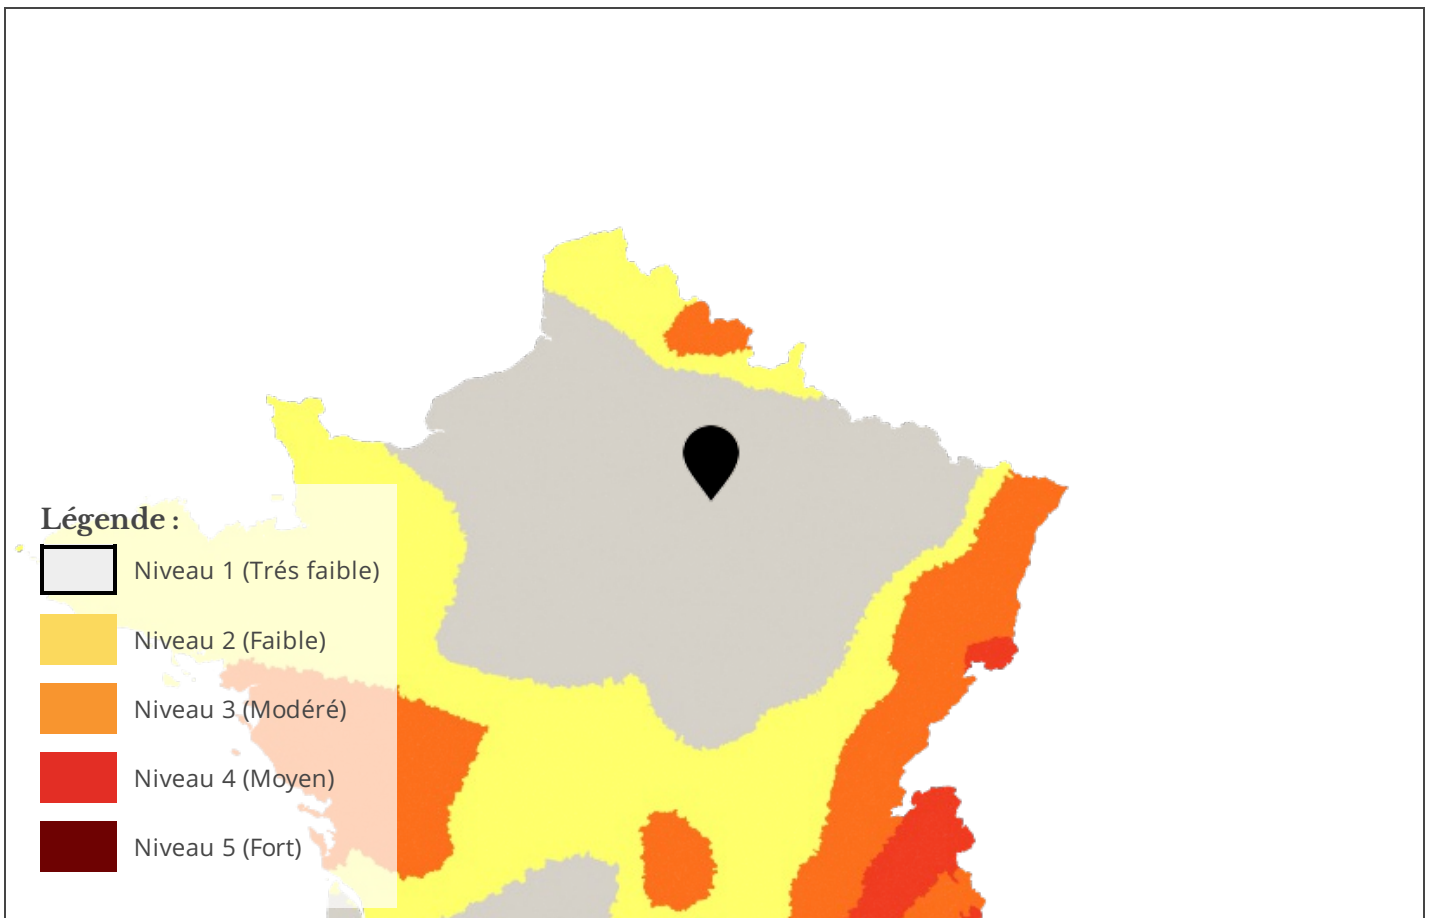 Légende :
Niveau 1 (Trés faible)
Niveau 2 (Faible)
Niveau 3 (Modéré)
Niveau 4 (Moyen)
Niveau 5 (Fort)